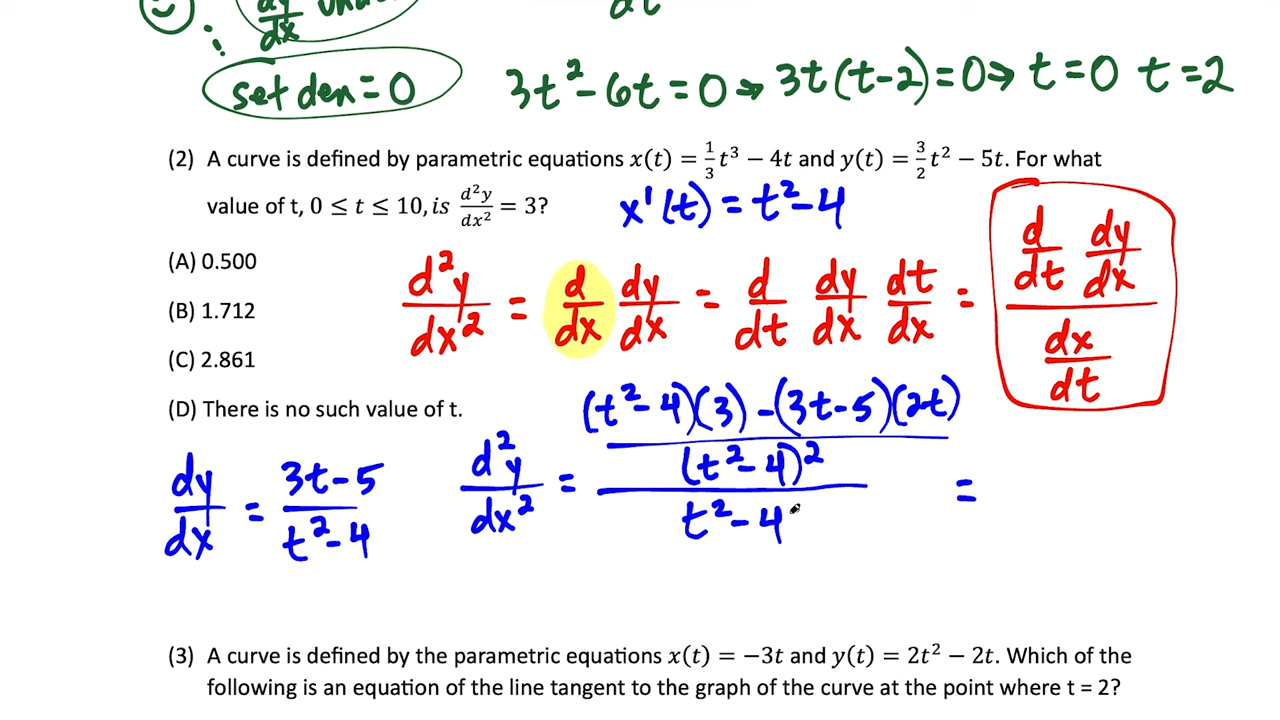 dy/dx
dt
set den = 0 3t² - 6t = 0 → 3t(t-2) = 0 → t = 0 t = 2
(2) A curve is defined by parametric equations x(t) = 1/3 t³ − 4t and y(t) = 3/2 t² − 5t. For what
value of t, 0 ≤ t ≤ 10, is d²y/dx² = 3?
x'(t) = t² - 4
(A) 0.500
(B) 1.712
(C) 2.861
(D) There is no such value of t.
d²y/dx² = d/dx dy/dx = d/dt dy/dx dt/dx = (d/dt dy/dx)/(dx/dt)
dy/dx = (3t-5)/(t²-4)
d²y/dx² = (((t²-4)(3) - (3t-5)(2t))/(t²-4)²)/(t²-4) =
(3) A curve is defined by the parametric equations x(t) = −3t and y(t) = 2t² − 2t. Which of the
following is an equation of the line tangent to the graph of the curve at the point where t = 2?